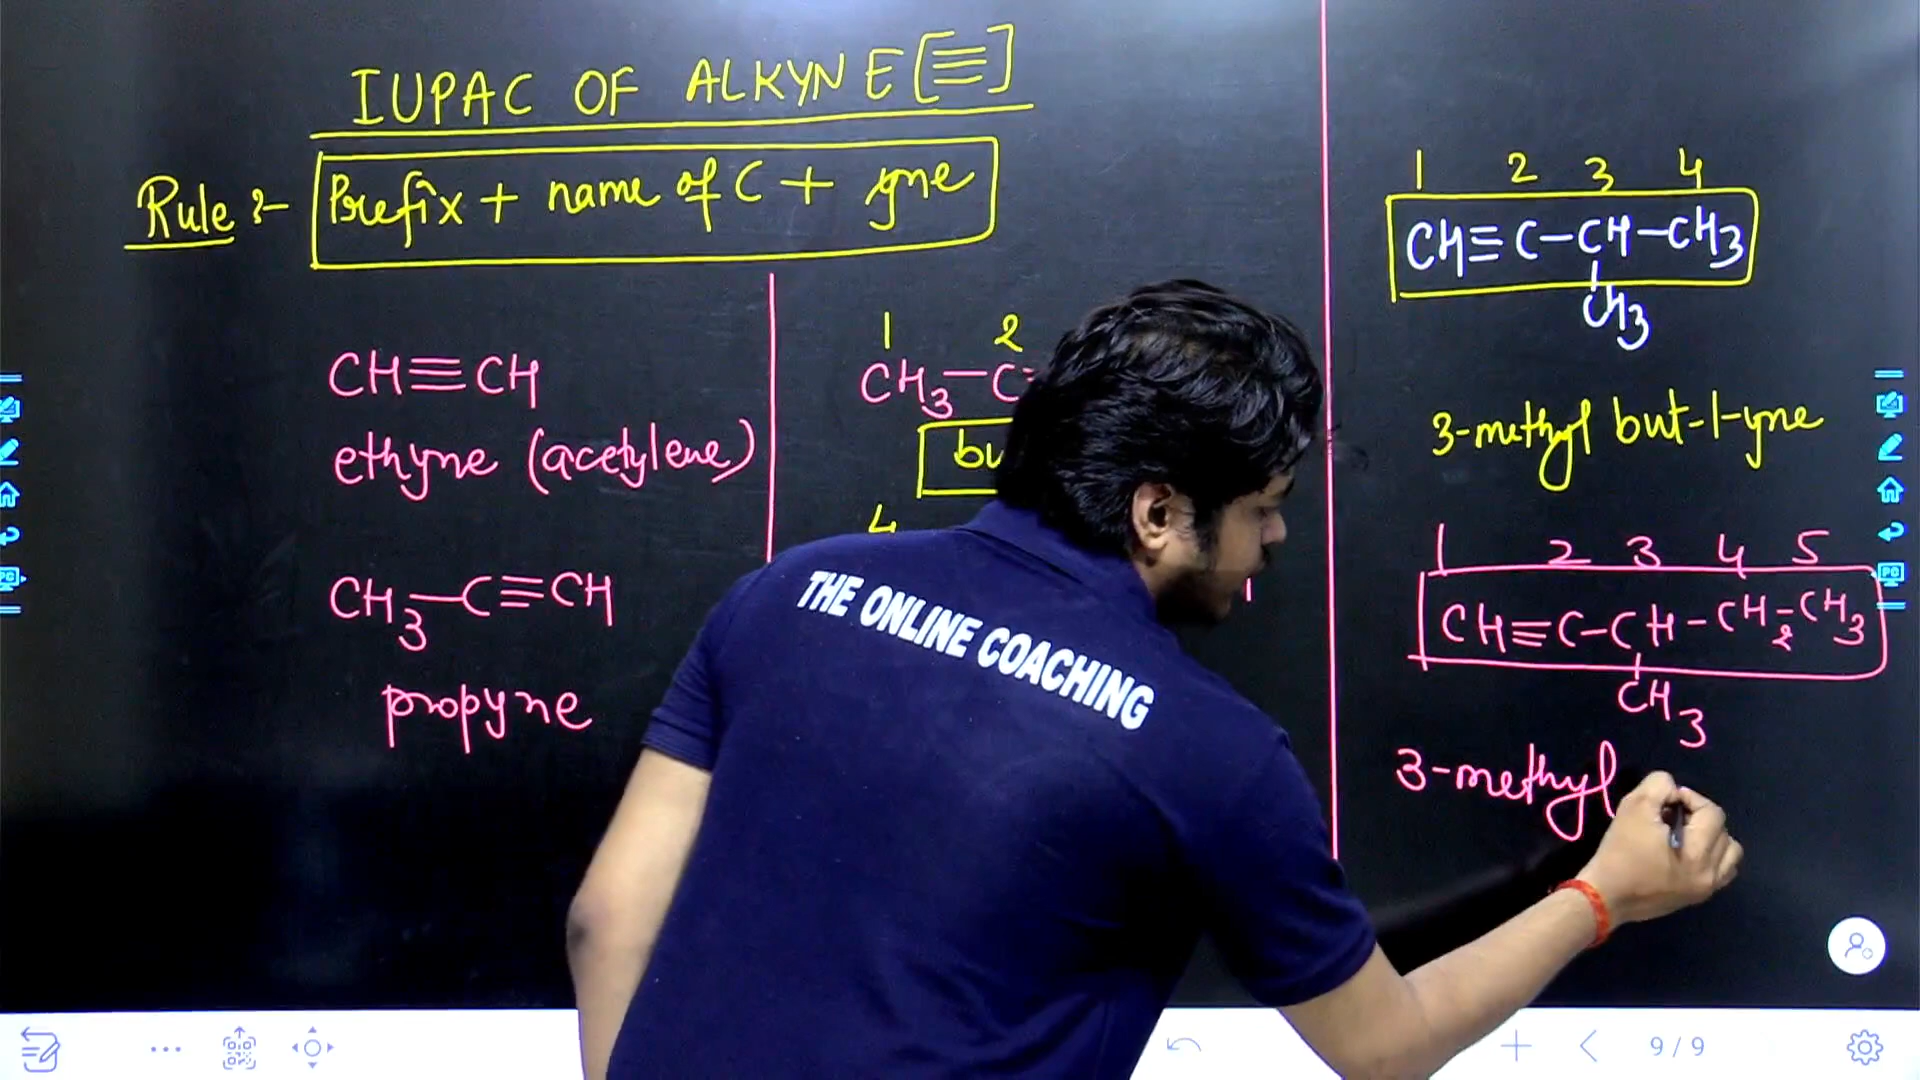 IUPAC OF ALKYNE [≡]
Rule :- Prefix + name of C + yne
CH≡CH
ethyne (acetylene)
CH3-C≡CH
propyne
1 2
CH3-C
4
THE ONLINE COACHING
1 2 3 4
CH≡C-CH-CH3
CH3
3-methyl but-1-yne
1 2 3 4 5
CH≡C-CH-CH2-CH3
CH3
3-methyl
9/9